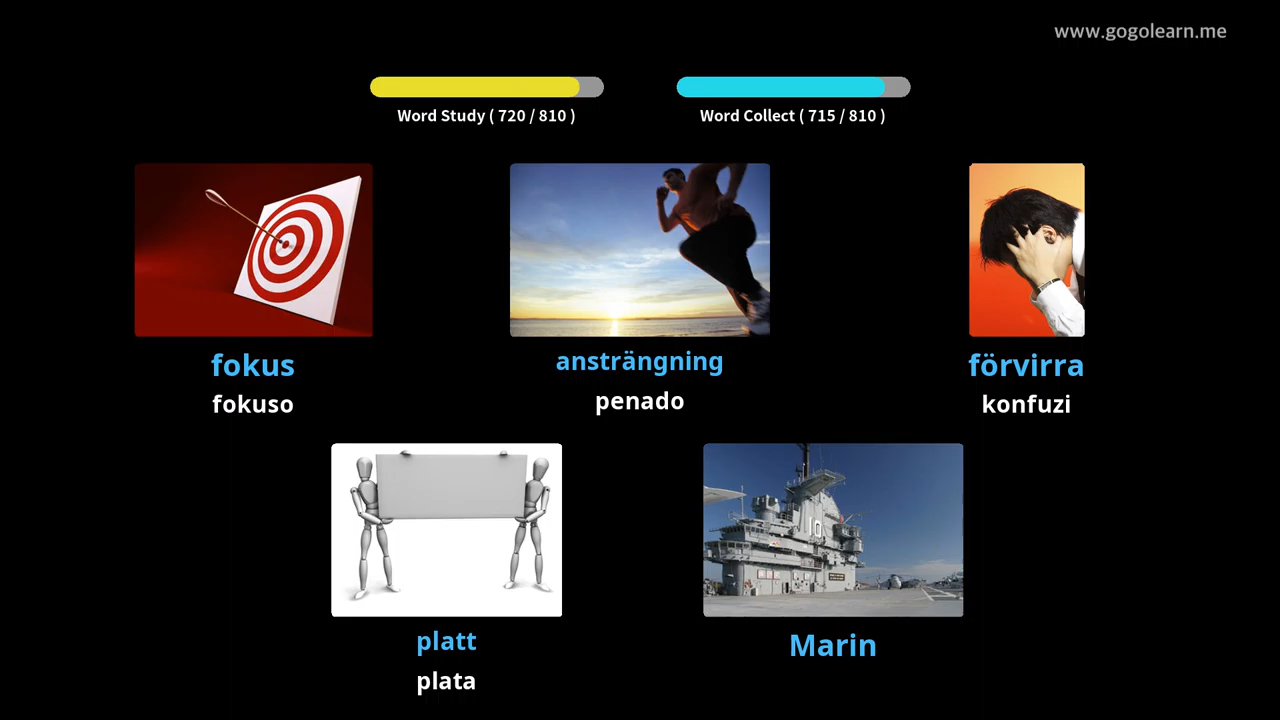 www.gogolearn.me
Word Study ( 720 / 810 )
Word Collect ( 715 / 810 )
fokus
fokuso
ansträngning
penado
förvirra
konfuzi
platt
plata
Marin
10